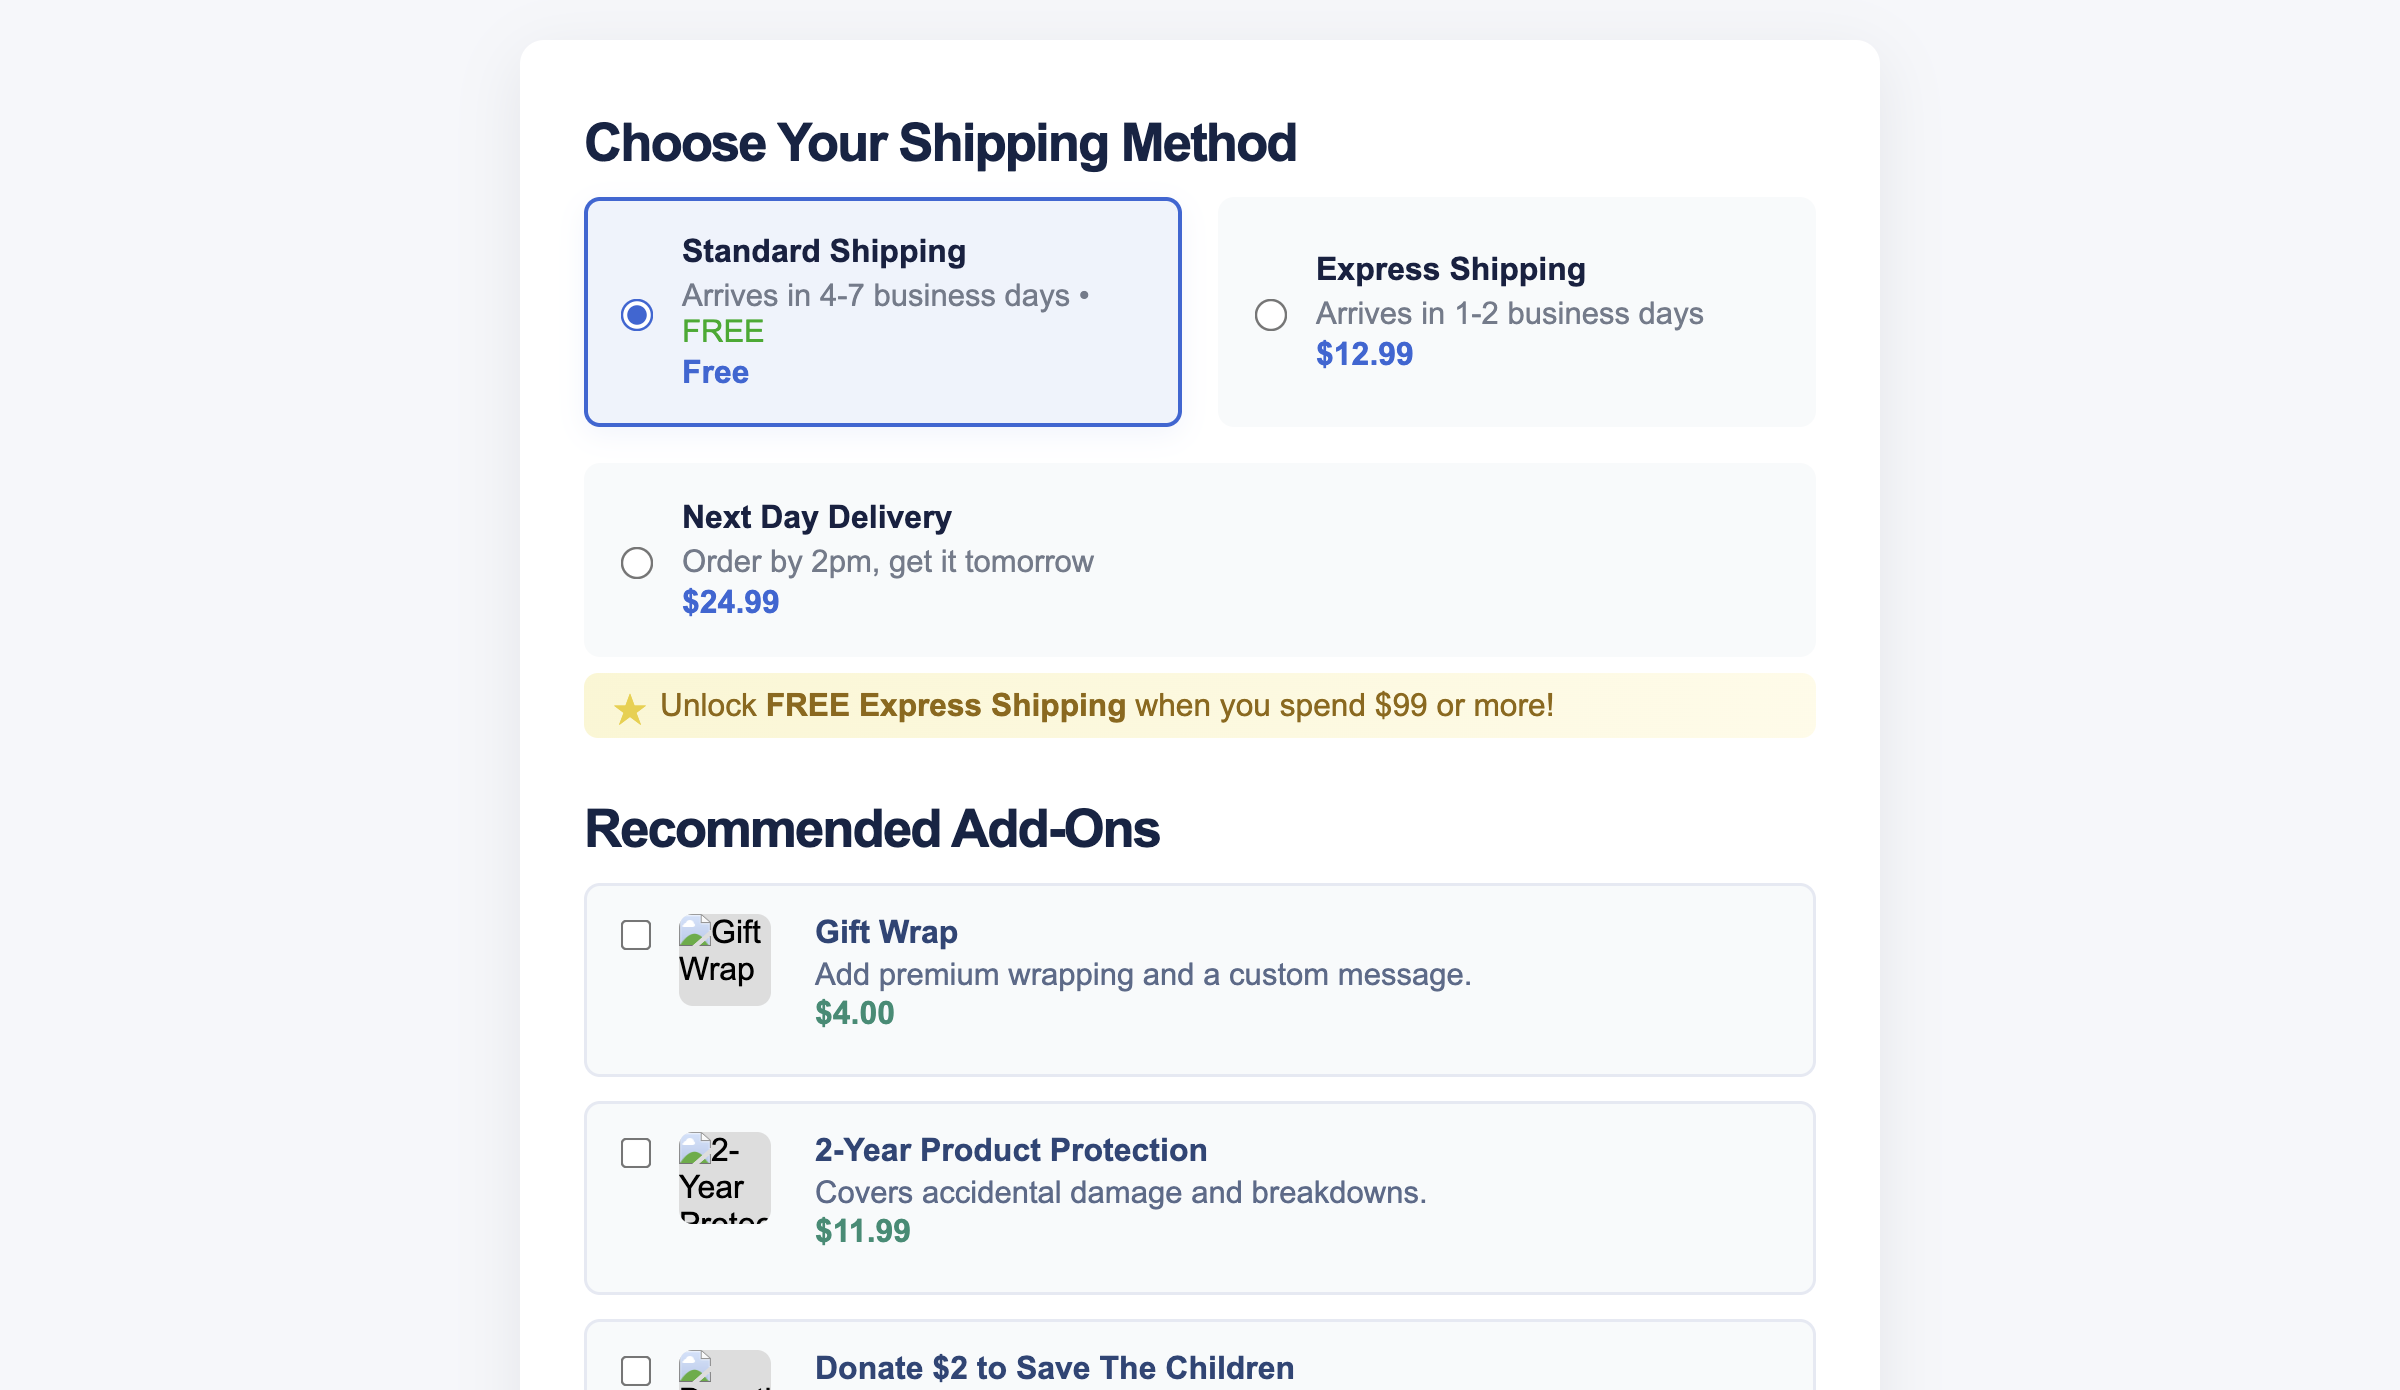 Choose Your Shipping Method
Standard Shipping
Arrives in 4-7 business days •
FREE
Free
Express Shipping
Arrives in 1-2 business days
$12.99
Next Day Delivery
Order by 2pm, get it tomorrow
$24.99
Unlock FREE Express Shipping when you spend $99 or more!
Recommended Add-Ons
Gift
Wrap
Gift Wrap
Add premium wrapping and a custom message.
$4.00
2-
Year
2-Year Product Protection
Covers accidental damage and breakdowns.
$11.99
Donate $2 to Save The Children